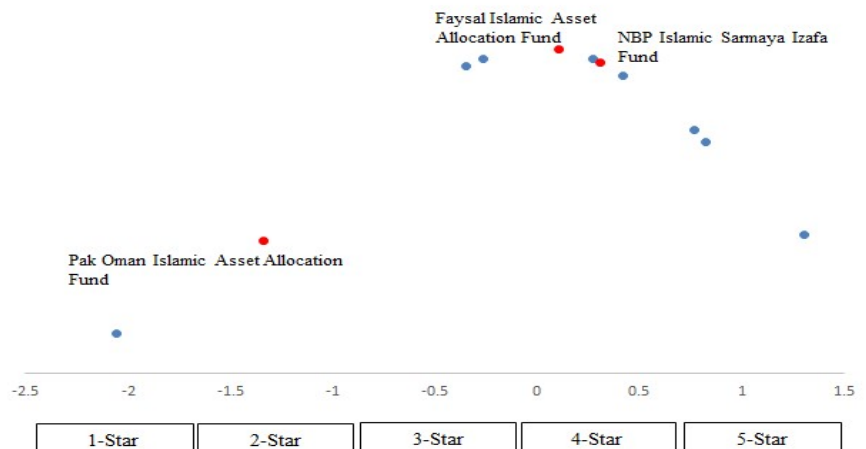 Faysal Islamic Asset
Allocation Fund
NBP Islamic Sarmaya Izafa
Fund
Pak Oman Islamic Asset Allocation
Fund
-2.5 -2 -1.5 -1 -0.5 0 0.5 1 1.5
1-Star 2-Star 3-Star 4-Star 5-Star